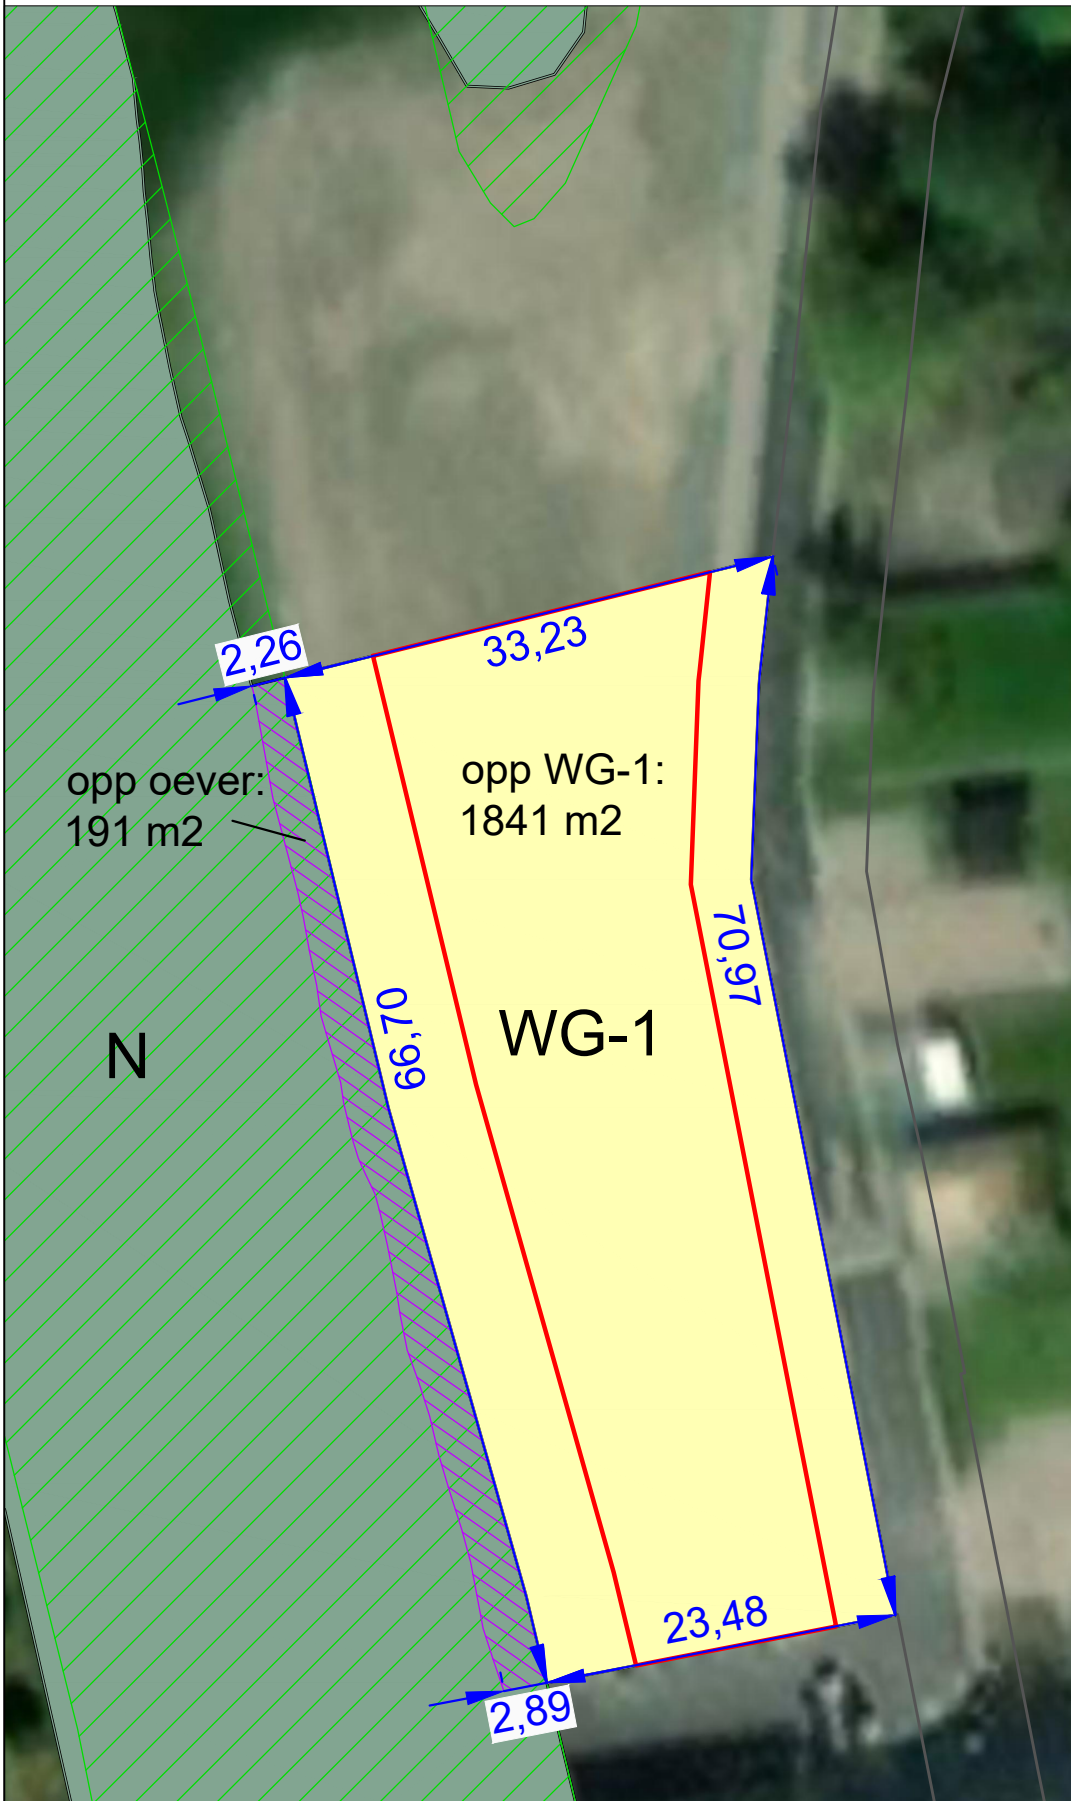 33,23
2,26
opp oever:
191 m2
opp WG-1:
1841 m2
70,97
66,70
WG-1
N
23,48
2,89